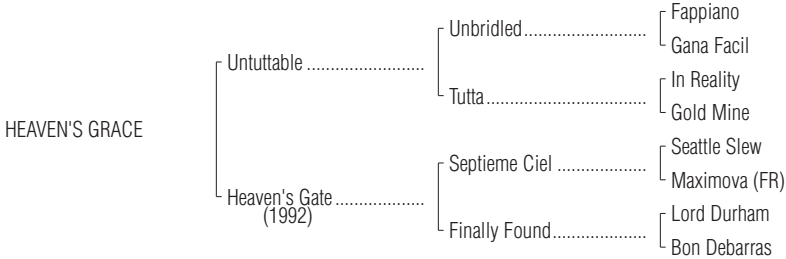 Fappiano
Unbridled..........................
Gana Facil
Untuttable .........................
In Reality
Tutta..................................
Gold Mine
HEAVEN'S GRACE
Seattle Slew
Septieme Ciel ...................
Maximova (FR)
Heaven's Gate ...................
(1992)
Lord Durham
Finally Found....................
Bon Debarras